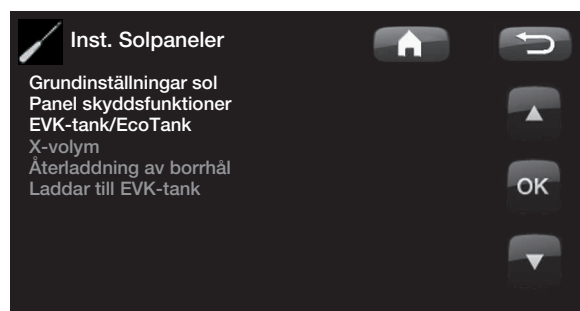 Inst. Solpaneler
Grundinställningar sol
Panel skyddsfunktioner
EVK-tank/EcoTank
X-volym
Återladdning av borrhål
Laddar till EVK-tank
OK